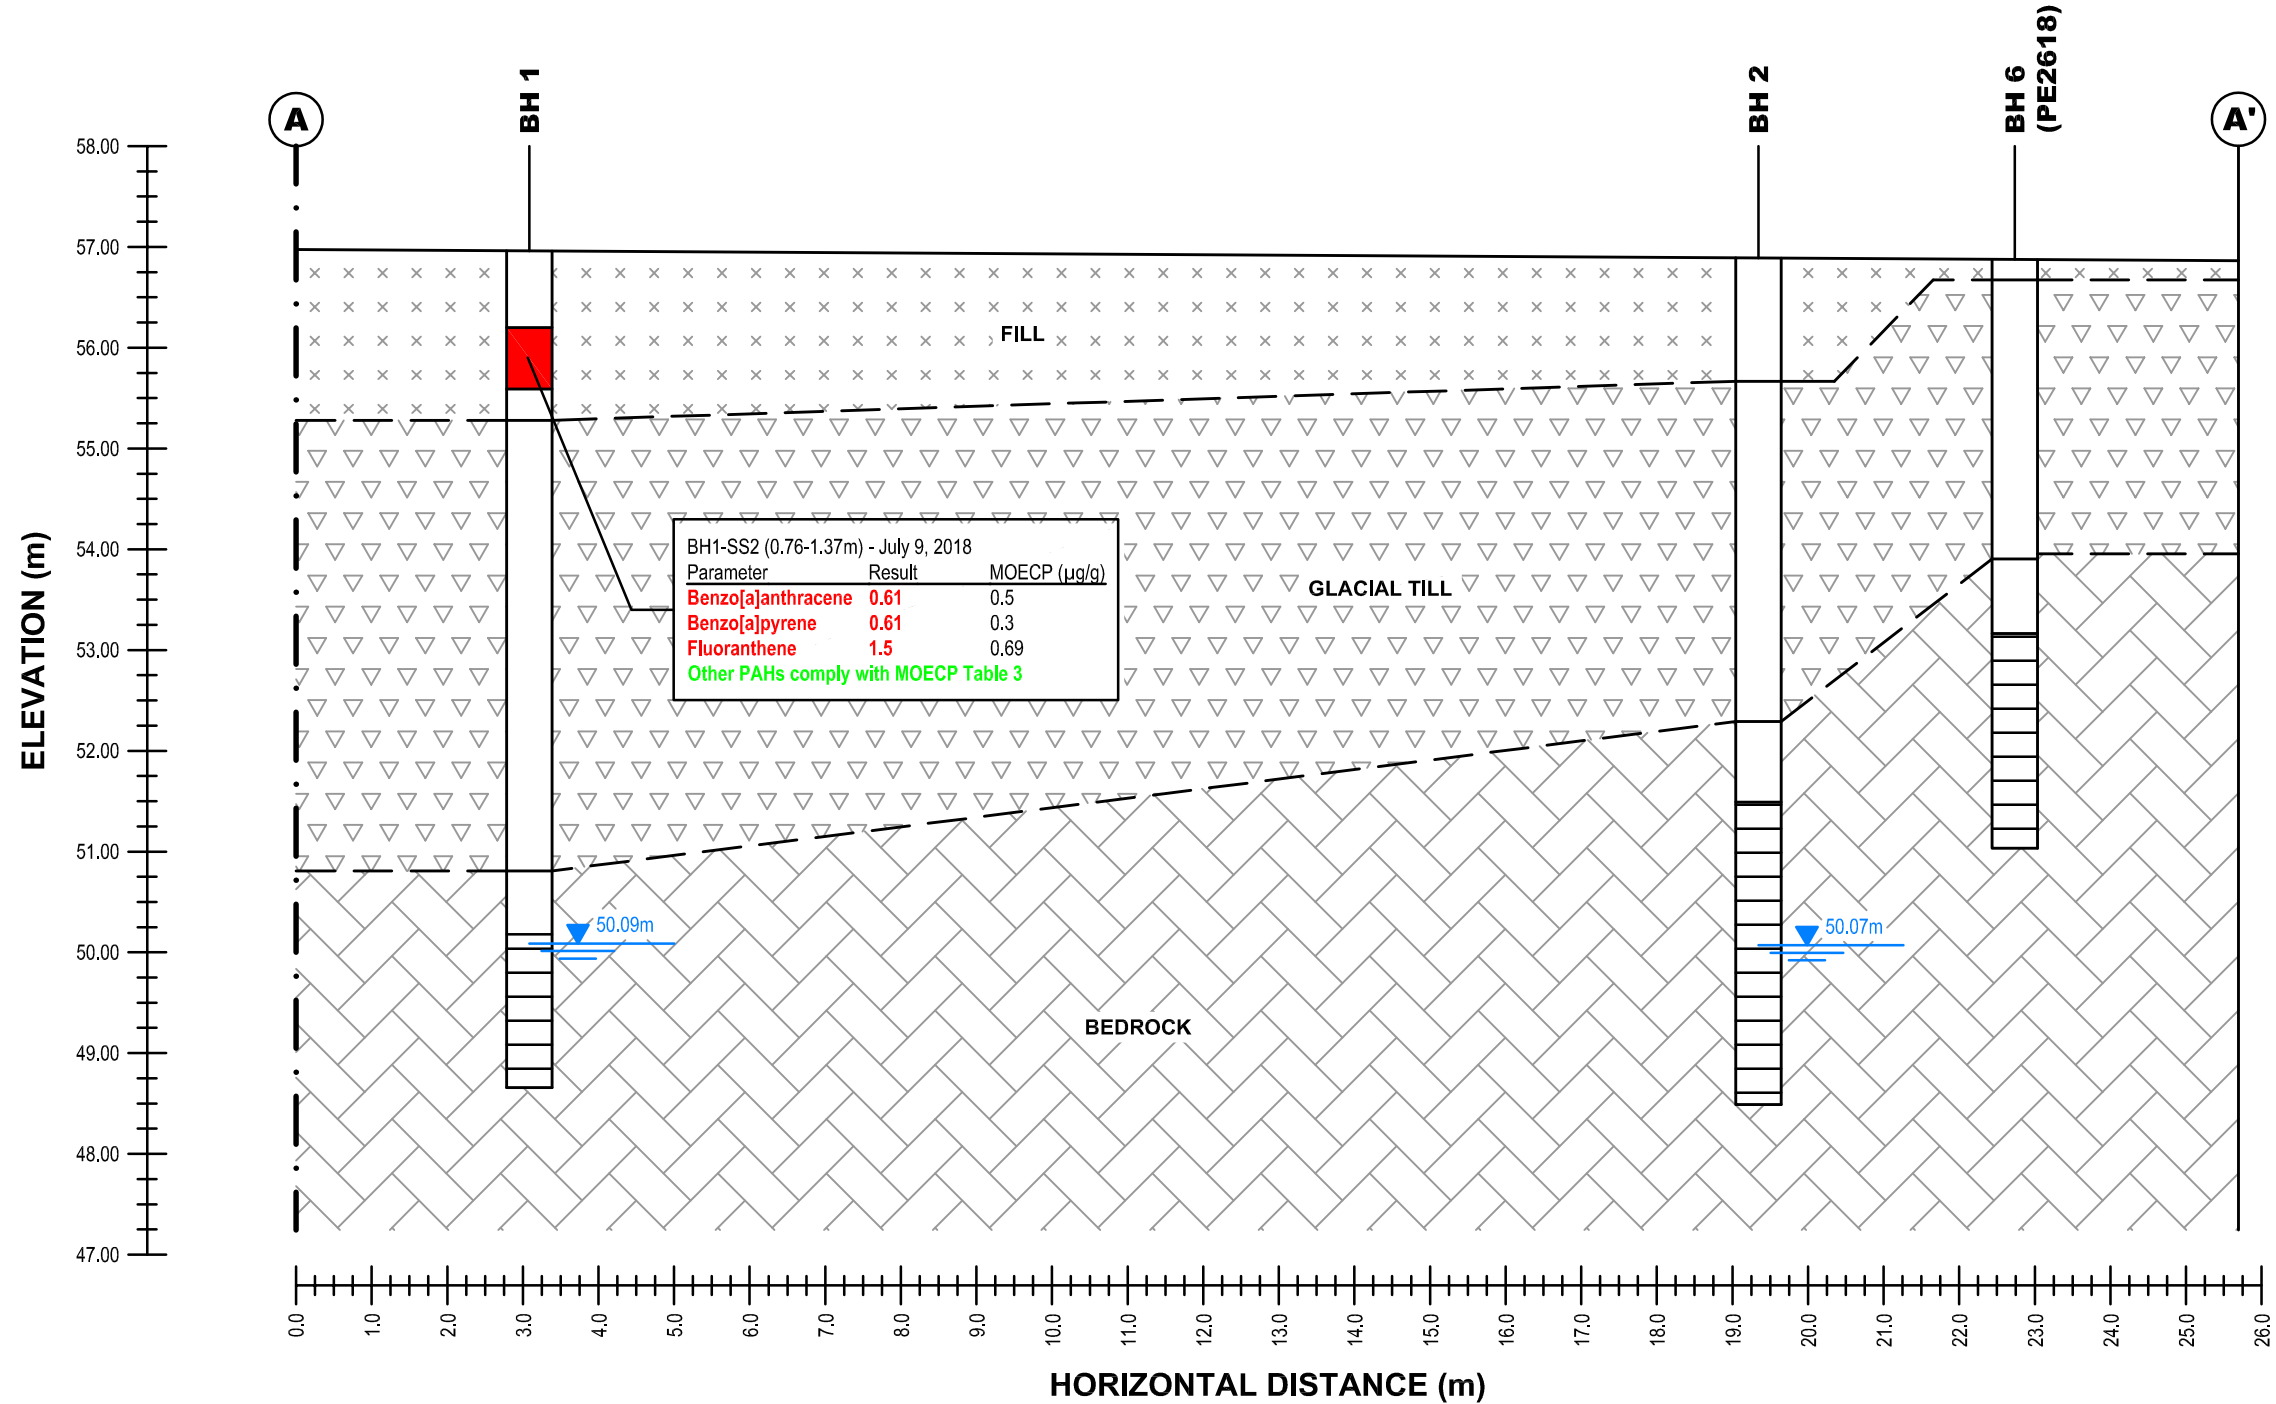 BH 1
BH 2
BH 6
(PE2618)
A
A'
58.00
57.00
56.00
55.00
54.00
53.00
52.00
51.00
50.00
49.00
48.00
47.00
ELEVATION (m)
FILL
GLACIAL TILL
BEDROCK
BH1-SS2 (0.76-1.37m) - July 9, 2018
Parameter Result MOECP (µg/g)
Benzo[a]anthracene 0.61 0.5
Benzo[a]pyrene 0.61 0.3
Fluoranthene 1.5 0.69
Other PAHs comply with MOECP Table 3
50.09m
50.07m
0.0 1.0 2.0 3.0 4.0 5.0 6.0 7.0 8.0 9.0 10.0 11.0 12.0 13.0 14.0 15.0 16.0 17.0 18.0 19.0 20.0 21.0 22.0 23.0 24.0 25.0 26.0
HORIZONTAL DISTANCE (m)